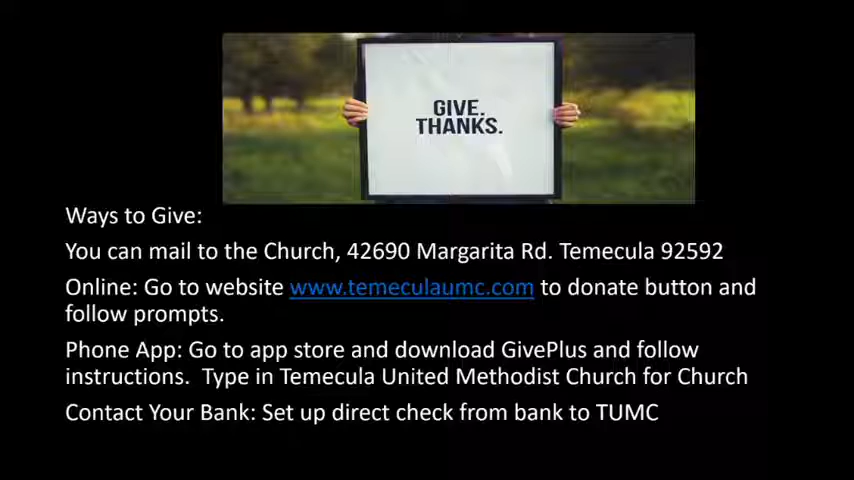 GIVE.
THANKS.
Ways to Give:
You can mail to the Church, 42690 Margarita Rd. Temecula 92592
Online: Go to website www.temeculaumc.com to donate button and
follow prompts.
Phone App: Go to app store and download GivePlus and follow
instructions.  Type in Temecula United Methodist Church for Church
Contact Your Bank: Set up direct check from bank to TUMC